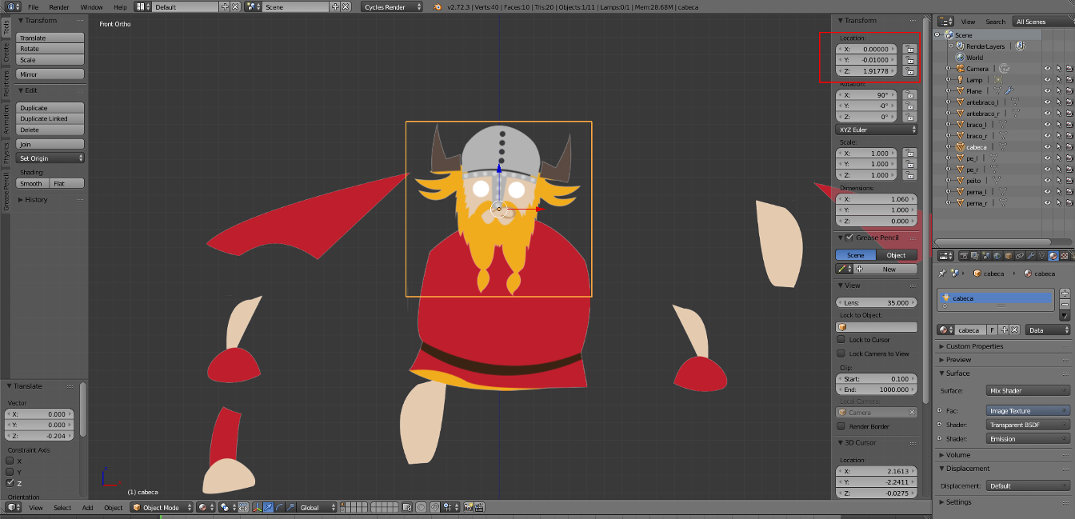 File Render Window Help Default Scene Cycles Render v2.72.3 | Verts:40 | Faces:10 | Tris:20 | Objects:1/11 | Lamps:0/1 | Mem:28.68M | cabeca
Front Ortho
Tools
Create
Relations
Animation
Physics
Grease Pencil
Transform
Translate
Rotate
Scale
Mirror
Edit
Duplicate
Duplicate Linked
Delete
Join
Set Origin
Shading:
Smooth Flat
History
Translate
Vector
X: 0.000
Y: 0.000
Z: -0.204
Constraint Axis
X
Y
Z
Orientation
(1) cabeca
View Select Add Object Object Mode Global
Transform
Location:
X: 0.00000
Y: -0.01000
Z: 1.91778
Rotation:
X: 90°
Y: -0°
Z: 0°
XYZ Euler
Scale:
X: 1.000
Y: 1.000
Z: 1.000
Dimensions:
X: 1.060
Y: 1.000
Z: 0.000
Grease Pencil
Scene Object
New
View
Lens: 35.000
Lock to Object:
Lock to Cursor
Lock Camera to View
Clip:
Start: 0.100
End: 1000.000
Local Camera:
Camera
Render Border
3D Cursor
Location:
X: 2.1613
Y: -2.2411
Z: -0.0275
View Search All Scenes
Scene
RenderLayers
World
Camera
Lamp
Plane
antebraco_l
antebraco_r
braco_l
braco_r
cabeca
pe_l
pe_r
peito
perna_l
perna_r
cabeca cabeca
cabeca
cabeca F Data
Custom Properties
Preview
Surface
Surface: Mix Shader
Fac: Image Texture
Shader: Transparent BSDF
Shader: Emission
Volume
Displacement
Displacement: Default
Settings